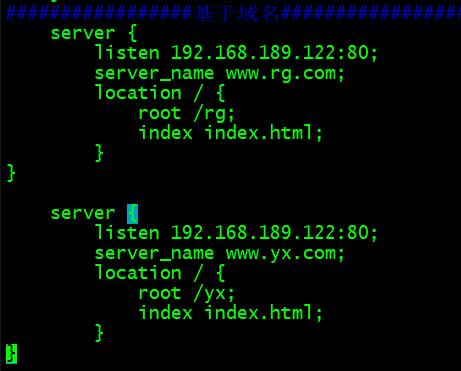 #################基于域名################
server {
listen 192.168.189.122:80;
server_name www.rg.com;
location / {
root /rg;
index index.html;
}
}
server {
listen 192.168.189.122:80;
server_name www.yx.com;
location / {
root /yx;
index index.html;
}
}